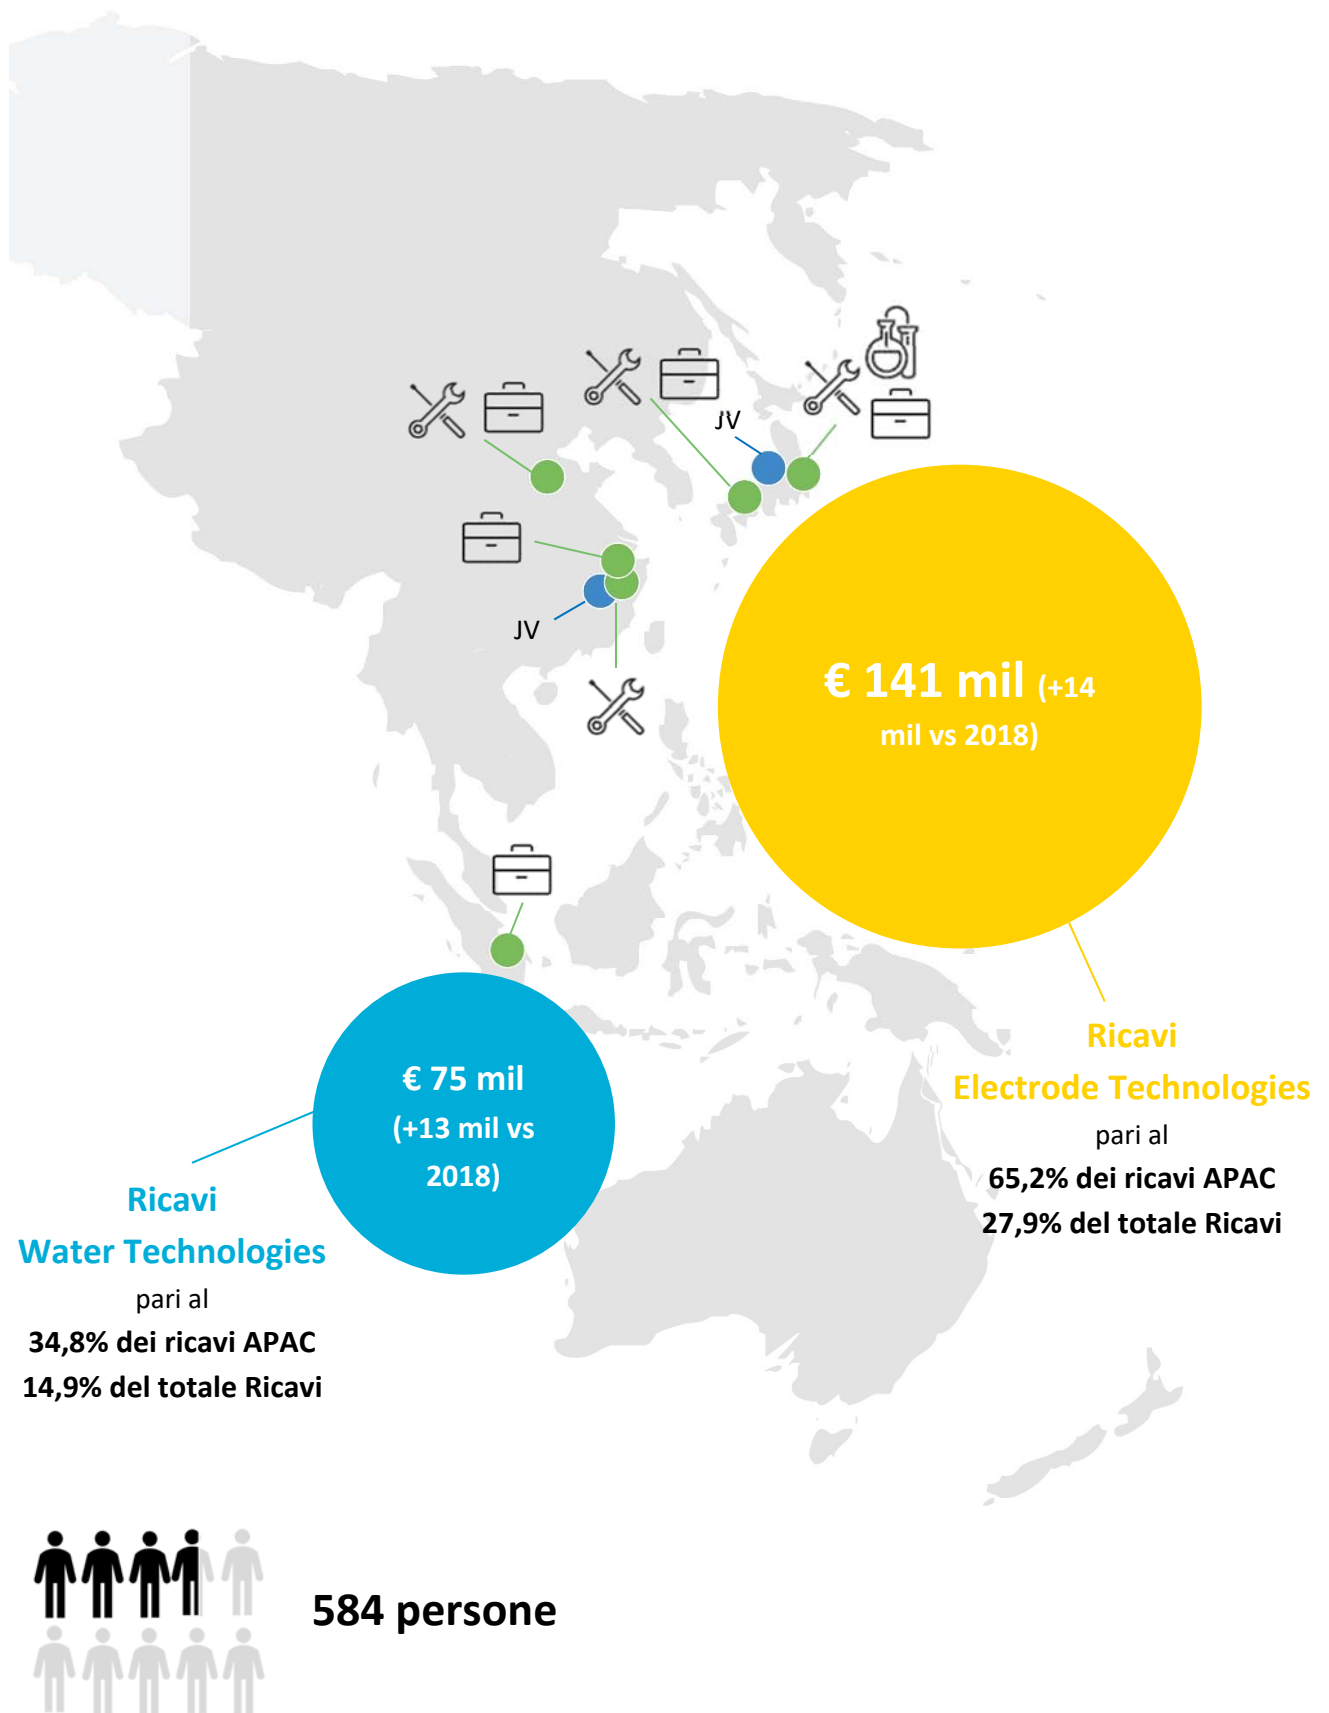 JV
JV
€ 141 mil (+14
mil vs 2018)
€ 75 mil
(+13 mil vs
2018)
Ricavi
Electrode Technologies
pari al
65,2% dei ricavi APAC
27,9% del totale Ricavi
Ricavi
Water Technologies
pari al
34,8% dei ricavi APAC
14,9% del totale Ricavi
584 persone